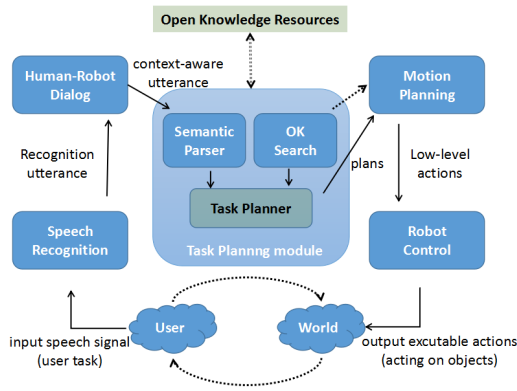 Open Knowledge Resources
context-aware
utterance
Human-Robot
Dialog
Motion
Planning
Semantic
Parser
OK
Search
Recognition
utterance
plans
Low-level
actions
Task Planner
Speech
Recognition
Task Plannng module
Robot
Control
User
World
input speech signal
(user task)
output excutable actions
(acting on objects)